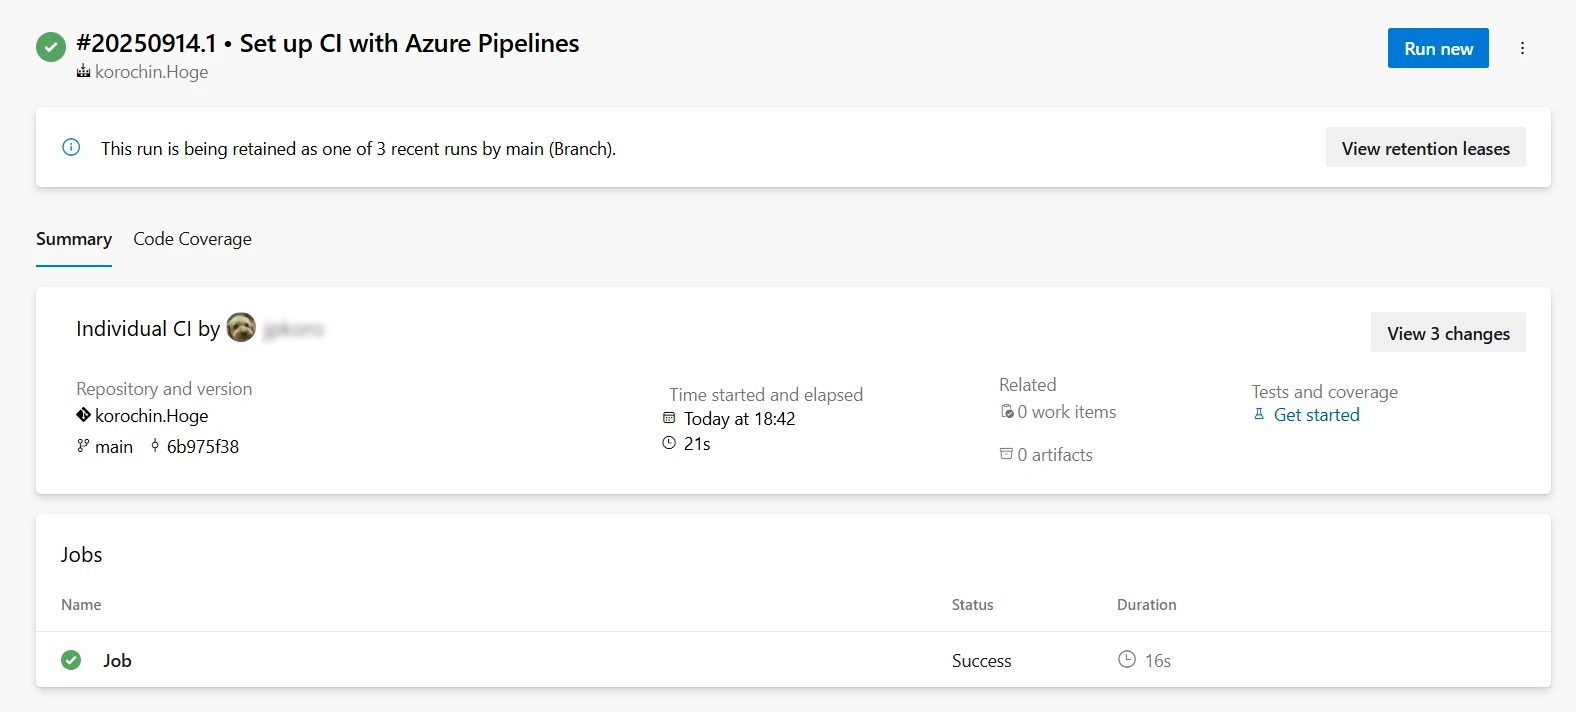 #20250914.1 • Set up CI with Azure Pipelines
korochin.Hoge
Run new
This run is being retained as one of 3 recent runs by main (Branch).
View retention leases
Summary
Code Coverage
Individual CI by
View 3 changes
Repository and version
korochin.Hoge
main
6b975f38
Time started and elapsed
Today at 18:42
21s
Related
0 work items
0 artifacts
Tests and coverage
Get started
Jobs
Name
Status
Duration
Job
Success
16s